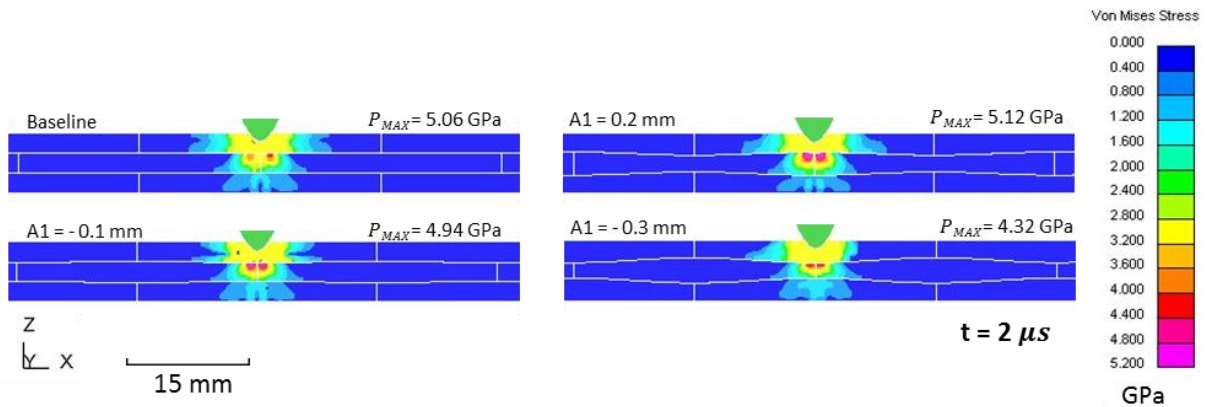 Baseline
P_MAX = 5.06 GPa
A1 = 0.2 mm
P_MAX = 5.12 GPa
A1 = - 0.1 mm
P_MAX = 4.94 GPa
A1 = - 0.3 mm
P_MAX = 4.32 GPa
Z
Y X
15 mm
t = 2 μs
Von Mises Stress
0.000
0.400
0.800
1.200
1.600
2.000
2.400
2.800
3.200
3.600
4.000
4.400
4.800
5.200
GPa